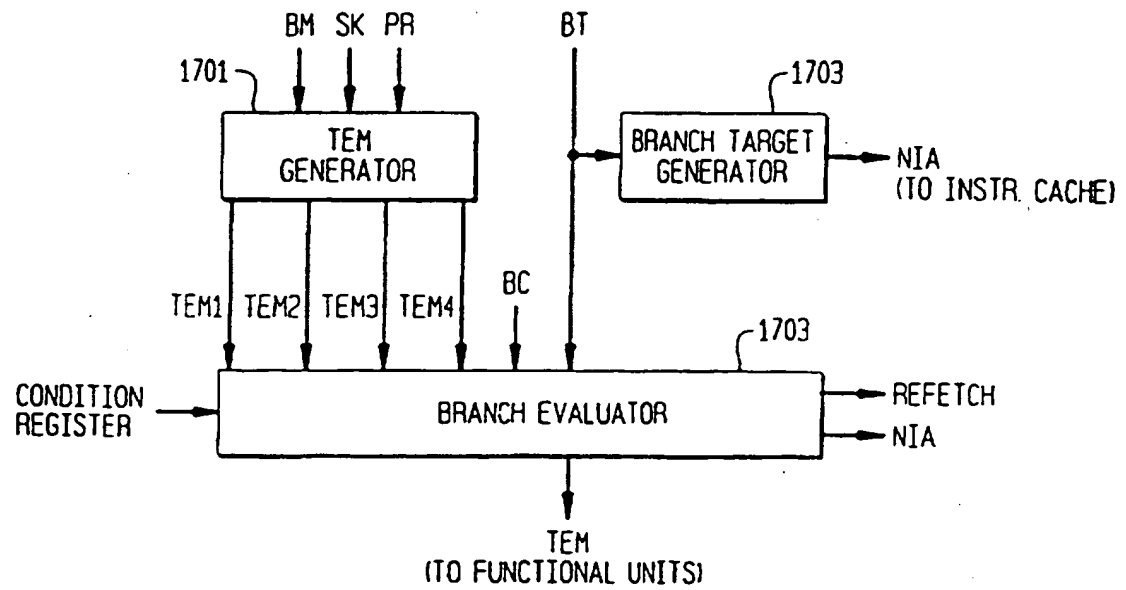 BM SK PR BT
1701
1703
TEM
GENERATOR
BRANCH TARGET
GENERATOR
NIA
(TO INSTR. CACHE)
TEM1 TEM2 TEM3 TEM4
BC
1703
CONDITION
REGISTER
BRANCH EVALUATOR
REFETCH
NIA
TEM
(TO FUNCTIONAL UNITS)